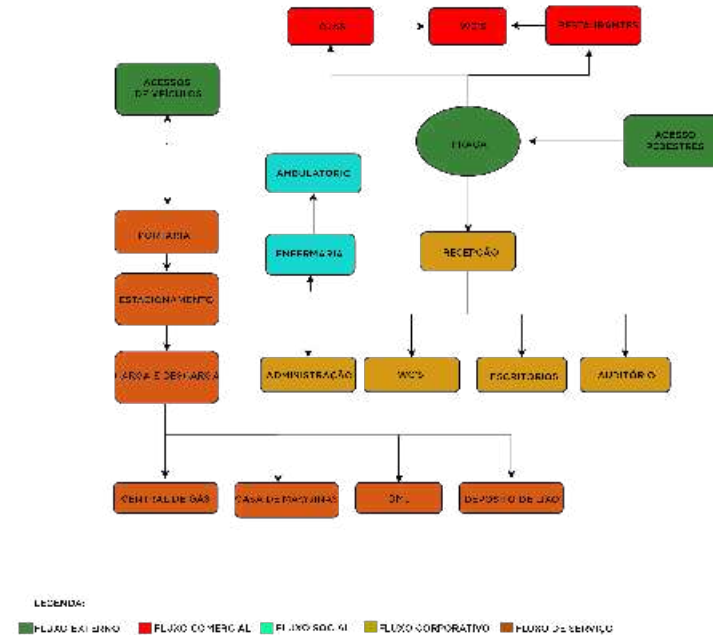 LOJAS
WC'S
RESTAURANTES
ACESSOS
DE VEÍCULOS
PRAÇA
ACESSO
PEDESTRES
AMBULATÓRIO
PORTARIA
ENFERMARIA
RECEPÇÃO
ESTACIONAMENTO
CARGA E DESCARGA
ADMINISTRAÇÃO
WC'S
ESCRITÓRIOS
AUDITÓRIO
CENTRAL DE GÁS
CASA DE MÁQUINAS
DML
DEPÓSITO DE LIXO
LEGENDA:
FLUXO EXTERNO
FLUXO COMERCIAL
FLUXO SOCIAL
FLUXO CORPORATIVO
FLUXO DE SERVIÇO